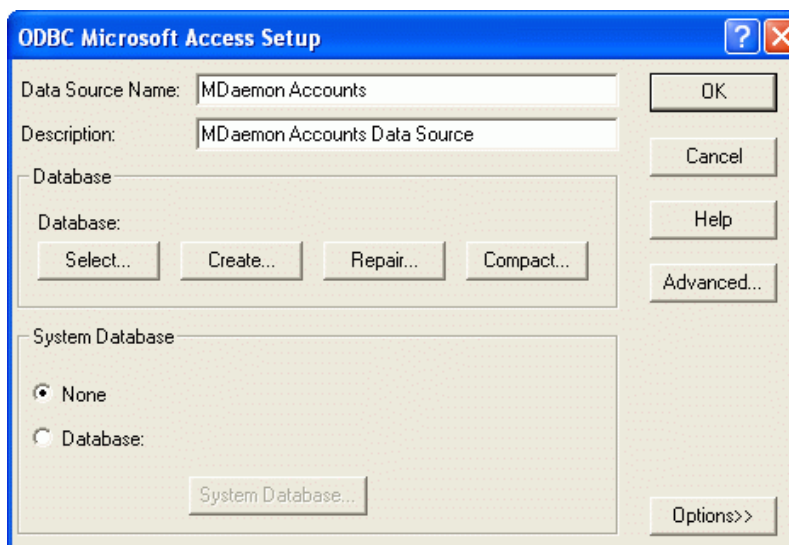 ODBC Microsoft Access Setup
Data Source Name: MDaemon Accounts
OK
Description: MDaemon Accounts Data Source
Cancel
Database
Database:
Help
Select... Create... Repair... Compact...
Advanced...
System Database
None
Database:
System Database...
Options>>